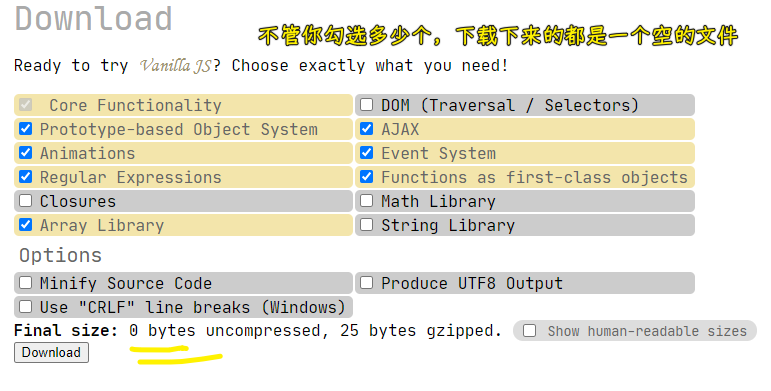 Download
不管你勾选多少个，下载下来的都是一个空的文件
Ready to try Vanilla JS? Choose exactly what you need!
Core Functionality
DOM (Traversal / Selectors)
Prototype-based Object System
AJAX
Animations
Event System
Regular Expressions
Functions as first-class objects
Closures
Math Library
Array Library
String Library
Options
Minify Source Code
Produce UTF8 Output
Use "CRLF" line breaks (Windows)
Final size: 0 bytes uncompressed, 25 bytes gzipped.
Show human-readable sizes
Download